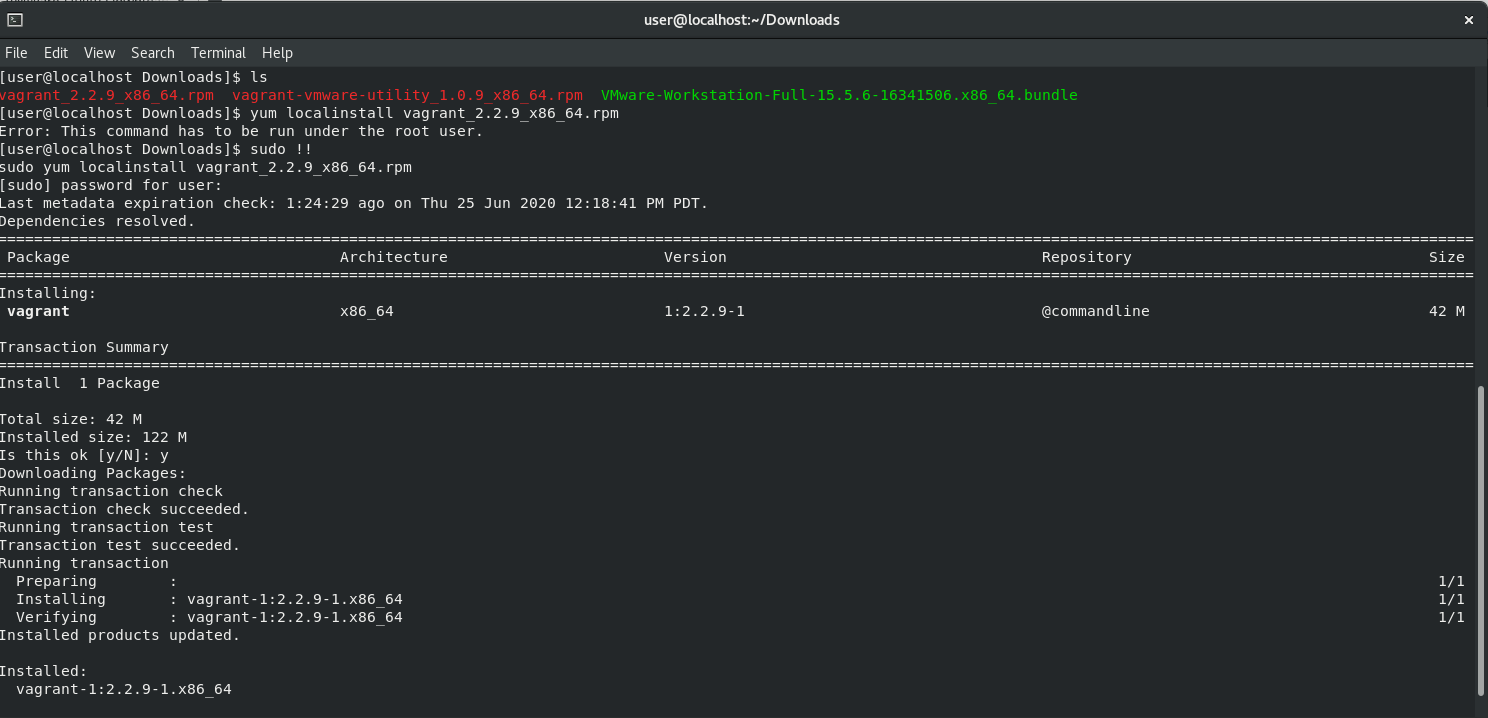 user@localhost:~/Downloads
File Edit View Search Terminal Help
[user@localhost Downloads]$ ls
vagrant_2.2.9_x86_64.rpm  vagrant-vmware-utility_1.0.9_x86_64.rpm  VMware-Workstation-Full-15.5.6-16341506.x86_64.bundle
[user@localhost Downloads]$ yum localinstall vagrant_2.2.9_x86_64.rpm
Error: This command has to be run under the root user.
[user@localhost Downloads]$ sudo !!
sudo yum localinstall vagrant_2.2.9_x86_64.rpm
[sudo] password for user:
Last metadata expiration check: 1:24:29 ago on Thu 25 Jun 2020 12:18:41 PM PDT.
Dependencies resolved.
Package Architecture Version Repository Size
Installing:
vagrant x86_64 1:2.2.9-1 @commandline 42 M
Transaction Summary
Install  1 Package
Total size: 42 M
Installed size: 122 M
Is this ok [y/N]: y
Downloading Packages:
Running transaction check
Transaction check succeeded.
Running transaction test
Transaction test succeeded.
Running transaction
Preparing : 1/1
Installing : vagrant-1:2.2.9-1.x86_64 1/1
Verifying : vagrant-1:2.2.9-1.x86_64 1/1
Installed products updated.
Installed:
vagrant-1:2.2.9-1.x86_64